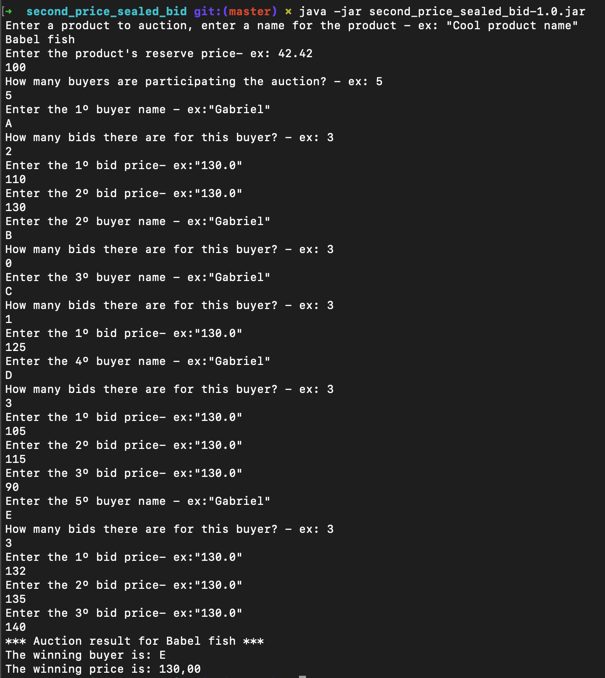 →  second_price_sealed_bid git:(master) × java -jar second_price_sealed_bid-1.0.jar
Enter a product to auction, enter a name for the product - ex: "Cool product name"
Babel fish
Enter the product's reserve price- ex: 42.42
100
How many buyers are participating the auction? - ex: 5
5
Enter the 1º buyer name - ex:"Gabriel"
A
How many bids there are for this buyer? - ex: 3
2
Enter the 1º bid price- ex:"130.0"
110
Enter the 2º bid price- ex:"130.0"
130
Enter the 2º buyer name - ex:"Gabriel"
B
How many bids there are for this buyer? - ex: 3
0
Enter the 3º buyer name - ex:"Gabriel"
C
How many bids there are for this buyer? - ex: 3
1
Enter the 1º bid price- ex:"130.0"
125
Enter the 4º buyer name - ex:"Gabriel"
D
How many bids there are for this buyer? - ex: 3
3
Enter the 1º bid price- ex:"130.0"
105
Enter the 2º bid price- ex:"130.0"
115
Enter the 3º bid price- ex:"130.0"
90
Enter the 5º buyer name - ex:"Gabriel"
E
How many bids there are for this buyer? - ex: 3
3
Enter the 1º bid price- ex:"130.0"
132
Enter the 2º bid price- ex:"130.0"
135
Enter the 3º bid price- ex:"130.0"
140
*** Auction result for Babel fish ***
The winning buyer is: E
The winning price is: 130,00